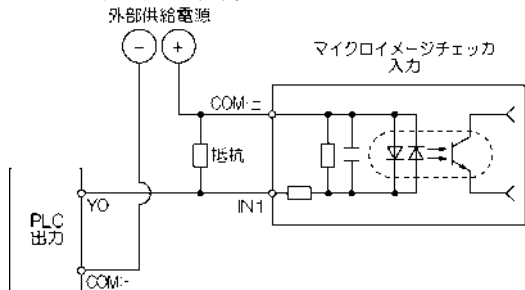 外部供給電源
− +
マイクロイメージチェッカ
入力
COM:±
抵抗
Y0
IN1
PLC
出力
COM:-